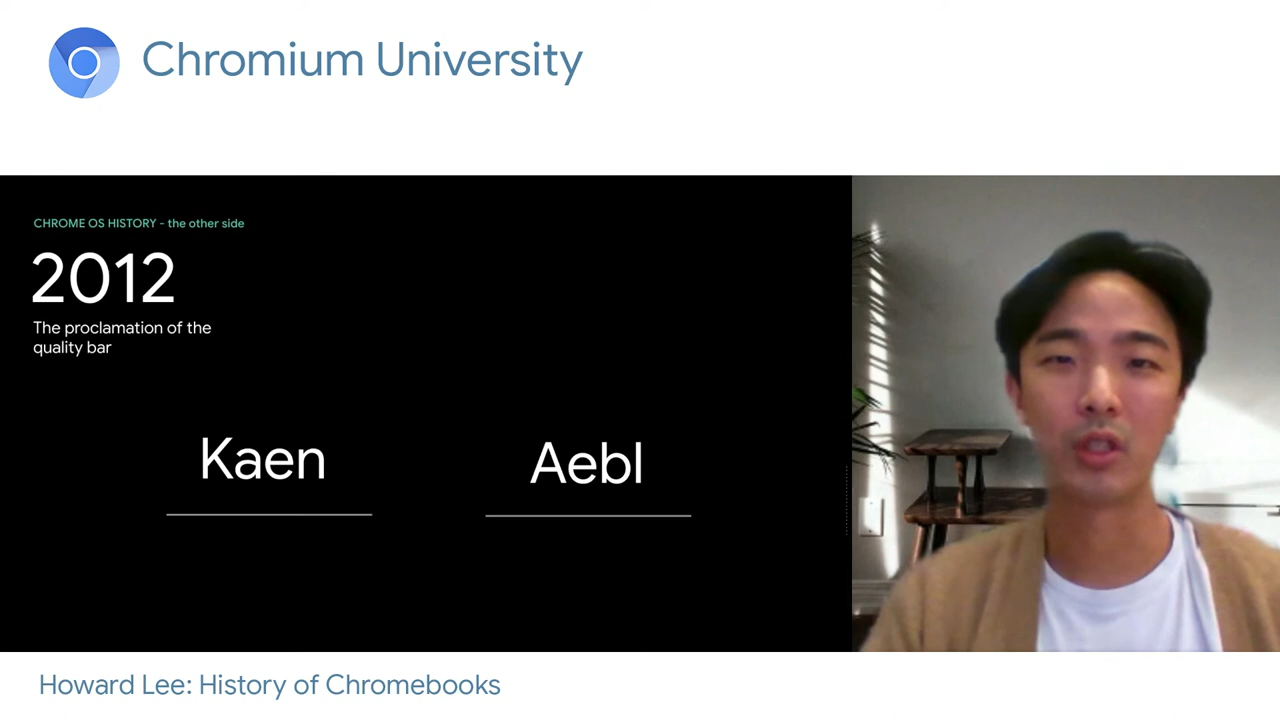 Chromium University
CHROME OS HISTORY - the other side
2012
The proclamation of the
quality bar
Kaen
Aebl
Howard Lee: History of Chromebooks